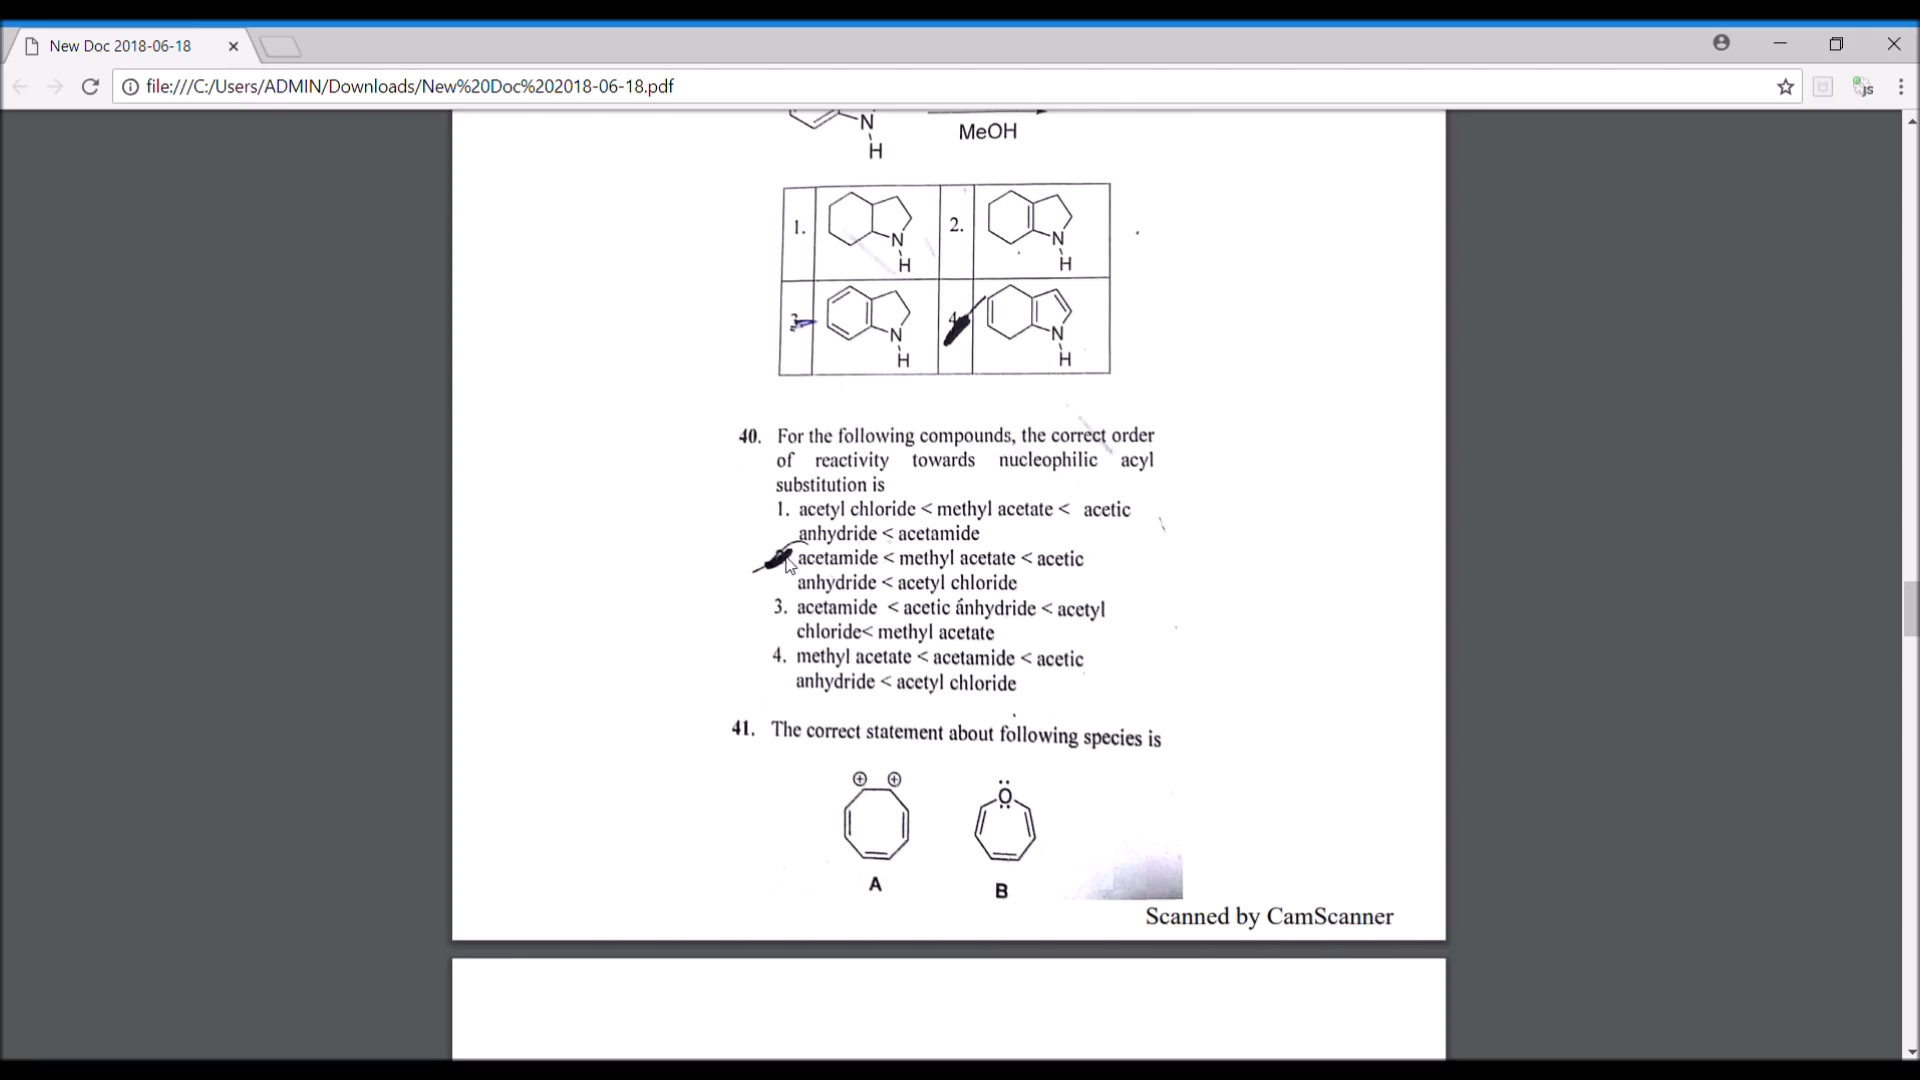 New Doc 2018-06-18
file:///C:/Users/ADMIN/Downloads/New%20Doc%202018-06-18.pdf
JS
N
H
MeOH
1.
N
H
2.
N
H
N
H
N
H
40. For the following compounds, the correct order
of reactivity towards nucleophilic acyl
substitution is
1. acetyl chloride < methyl acetate < acetic
anhydride < acetamide
acetamide < methyl acetate < acetic
anhydride < acetyl chloride
3. acetamide < acetic anhydride < acetyl
chloride< methyl acetate
4. methyl acetate < acetamide < acetic
anhydride < acetyl chloride
41. The correct statement about following species is
⊕ ⊕
O
A
B
Scanned by CamScanner